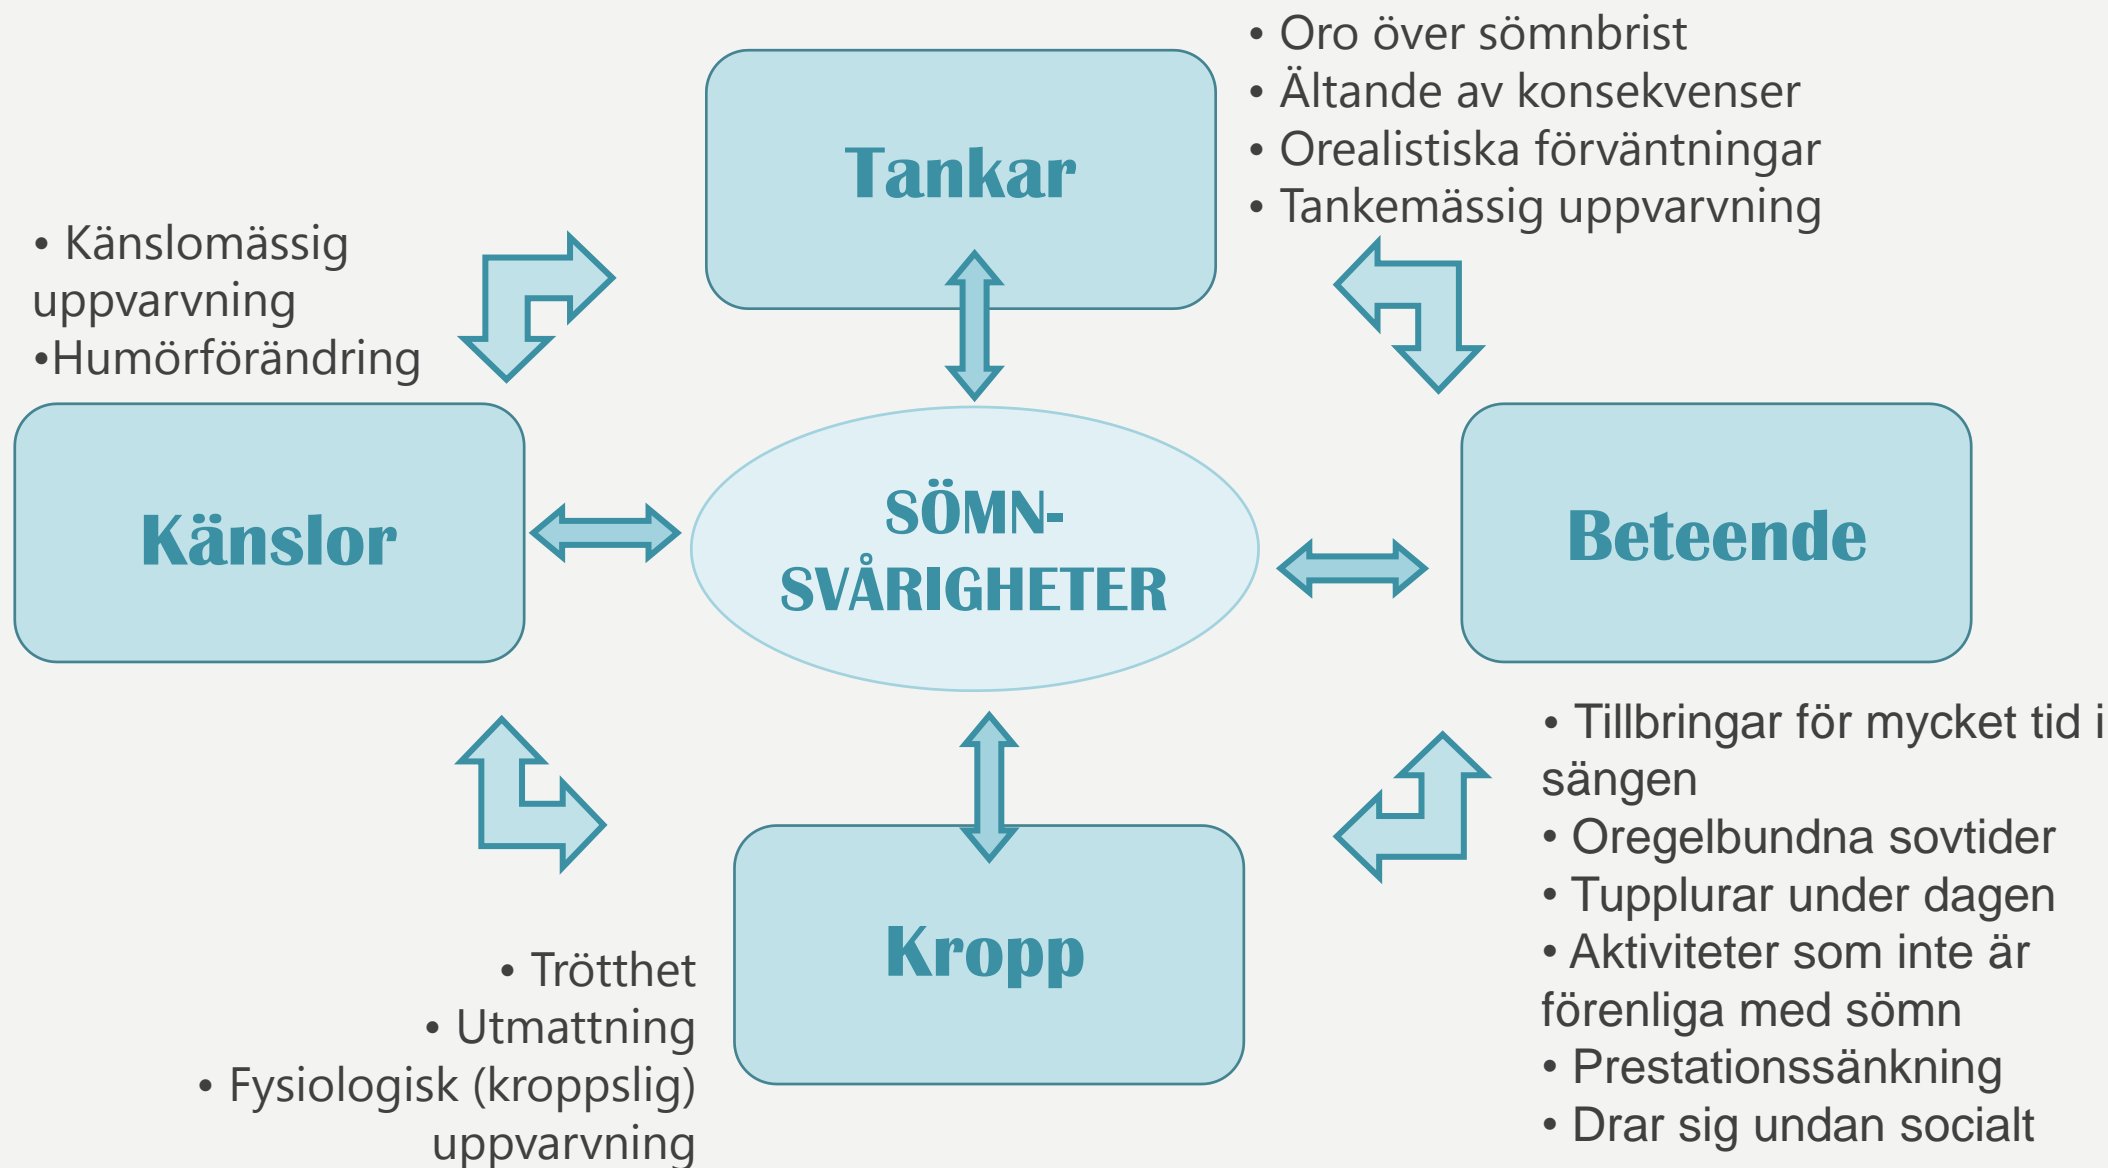 • Oro över sömnbrist
• Ältande av konsekvenser
• Orealistiska förväntningar
• Tankemässig uppvarvning
Tankar
• Känslomässig
uppvarvning
•Humörförändring
Känslor
SÖMN-
SVÅRIGHETER
Beteende
• Tillbringar för mycket tid i
sängen
• Oregelbundna sovtider
• Tupplurar under dagen
• Aktiviteter som inte är
förenliga med sömn
• Prestationssänkning
• Drar sig undan socialt
Kropp
• Trötthet
• Utmattning
• Fysiologisk (kroppslig)
uppvarvning